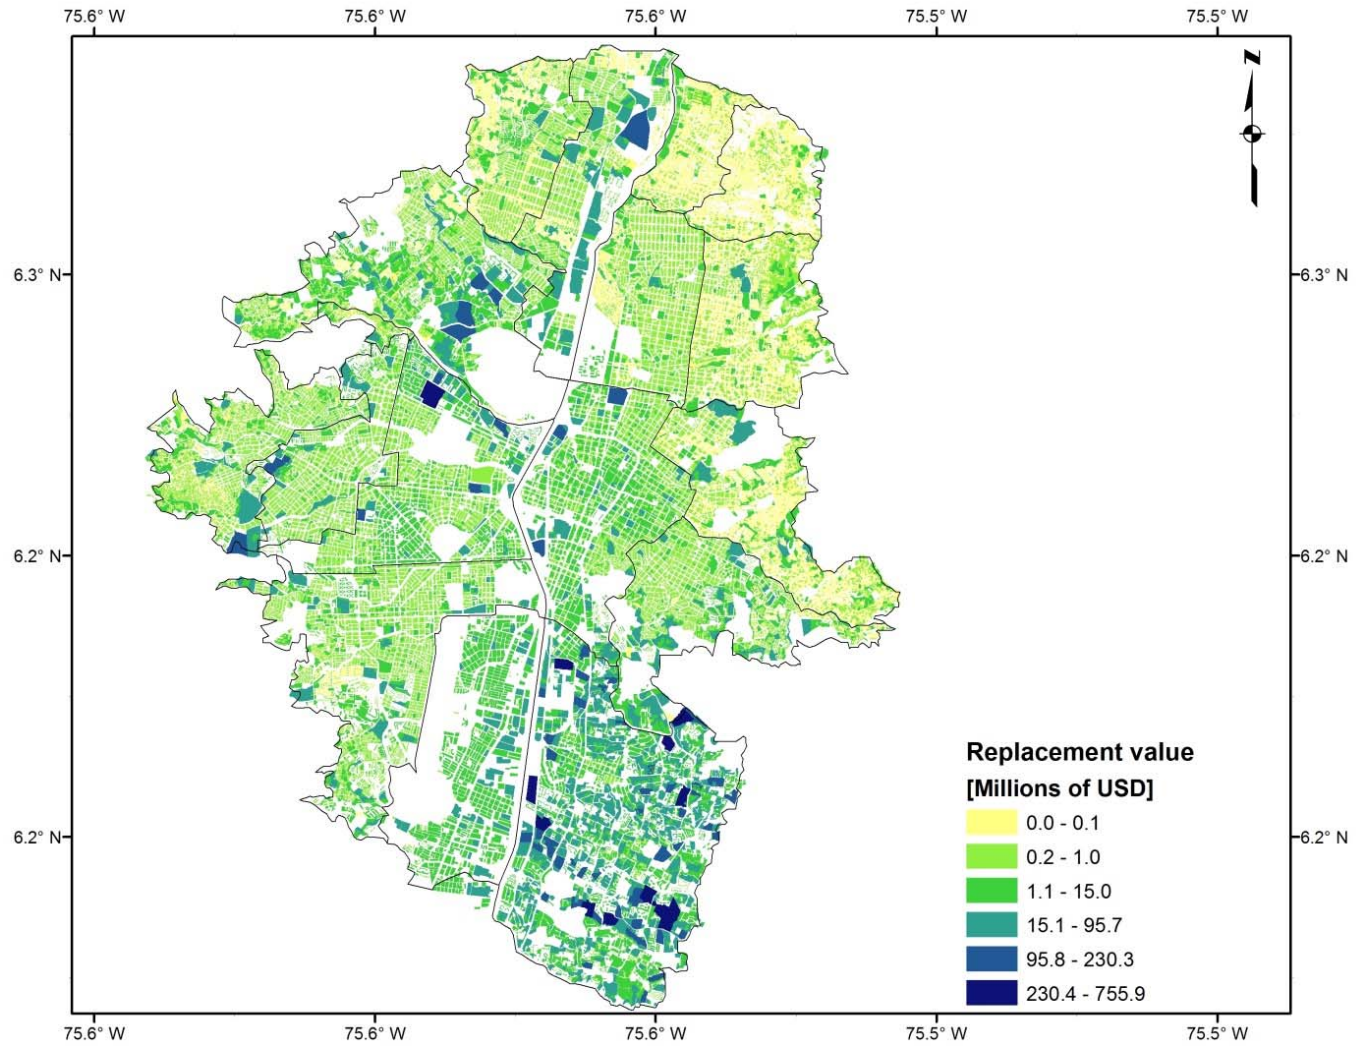 75.6° W 75.6° W 75.6° W 75.5° W 75.5° W
N
6.3° N 6.3° N
6.2° N 6.2° N
Replacement value
[Millions of USD]
0.0 - 0.1
0.2 - 1.0
6.2° N 6.2° N
1.1 - 15.0
15.1 - 95.7
95.8 - 230.3
230.4 - 755.9
75.6° W 75.6° W 75.6° W 75.5° W 75.5° W